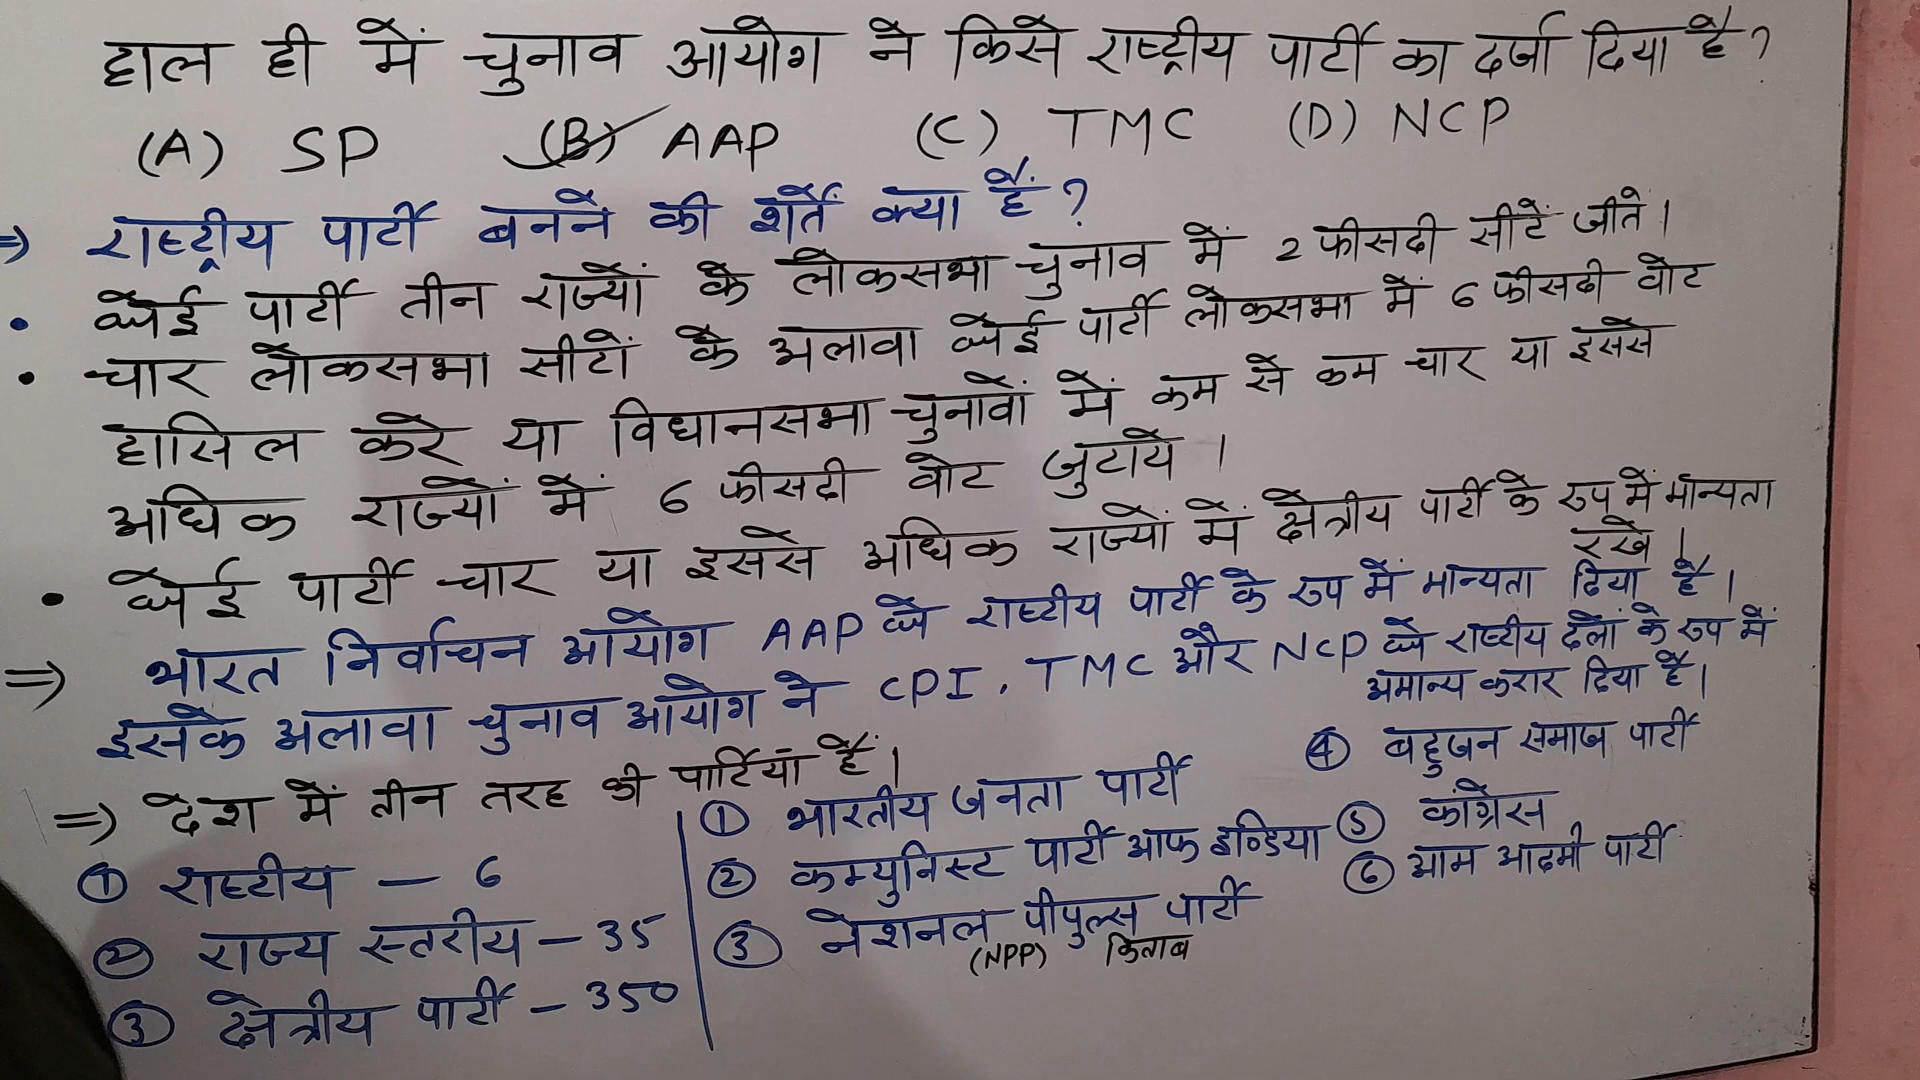 हाल ही में चुनाव आयोग ने किसे राष्ट्रीय पार्टी का दर्जा दिया है?
(A) SP (B) AAP (C) TMC (D) NCP
⇒ राष्ट्रीय पार्टी बनने की शर्तें क्या हैं?
• कोई पार्टी तीन राज्यों के लोकसभा चुनाव में 2 फीसदी सीटें जीते।
• चार लोकसभा सीटों के अलावा कोई पार्टी लोकसभा में 6 फीसदी वोट
हासिल करे या विधानसभा चुनावों में कम से कम चार या इससे
अधिक राज्यों में 6 फीसदी वोट जुटाये।
• कोई पार्टी चार या इससे अधिक राज्यों में क्षेत्रीय पार्टी के रुप में मान्यता
रखे।
⇒ भारत निर्वाचन आयोग AAP को राष्टीय पार्टी के रुप में मान्यता दिया है।
इसके अलावा चुनाव आयोग ने CPI, TMC और NCP को राष्टीय दलों के रुप में
अमान्य करार दिया है।
⇒ देश में तीन तरह की पार्टियां हैं।
① राष्टीय – 6
② राज्य स्तरीय – 35
③ क्षेत्रीय पार्टी – 350
① भारतीय जनता पार्टी
② कम्युनिस्ट पार्टी आफ इण्डिया
③ नेशनल पीपुल्स पार्टी
(NPP) किताब
④ बहुजन समाज पार्टी
⑤ कांग्रेस
⑥ आम आदमी पार्टी